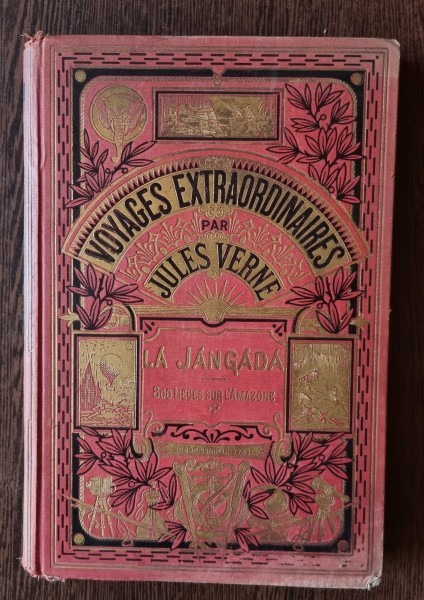 VOYAGES EXTRAORDINAIRES
PAR
JULES VERNE
LA JANGADA
800 LIEUES SUR L'AMAZONE